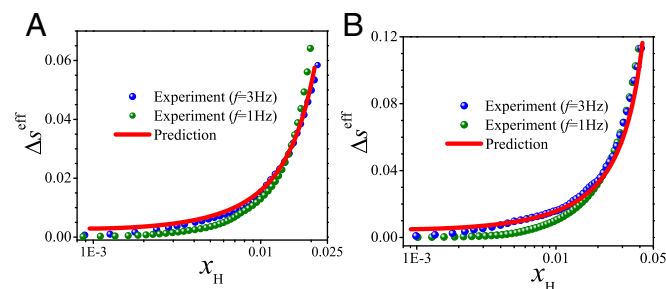 A
0.06
0.04
0.02
0.00
Δs^eff
Experiment (f=3Hz)
Experiment (f=1Hz)
Prediction
1E-3
0.01
0.025
x_H
B
0.12
0.08
0.04
0.00
Δs^eff
Experiment (f=3Hz)
Experiment (f=1Hz)
Prediction
1E-3
0.01
0.05
x_H